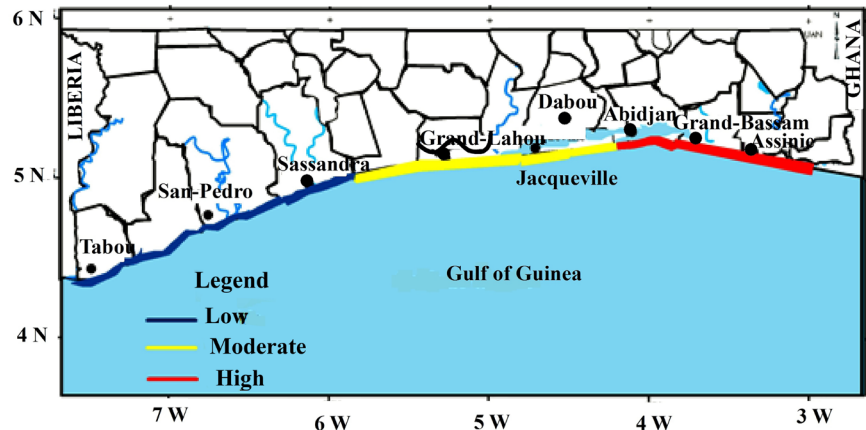 6 N
N
LIBERIA
GHANA
Dabou
Abidjan
Grand-Bassam
Grand-Lahou
Assinie
Sassandra
5 N
Jacqueville
San-Pedro
Tabou
Legend
Gulf of Guinea
Low
4 N
Moderate
High
7 W
6 W
5 W
4 W
3 W